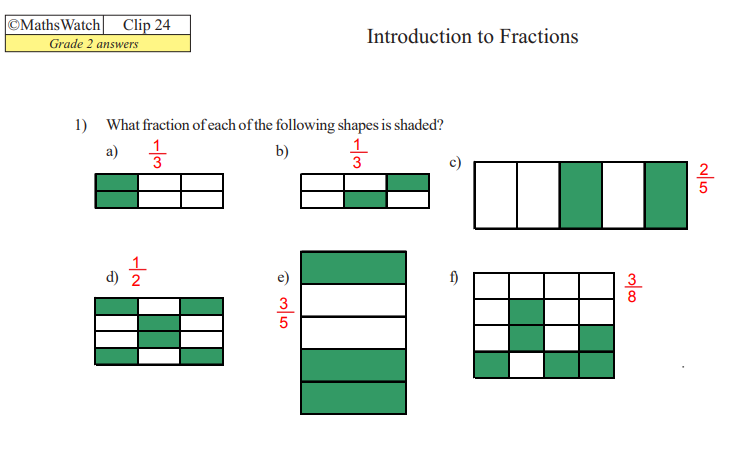 ©MathsWatch Clip 24
Grade 2 answers
Introduction to Fractions
1) What fraction of each of the following shapes is shaded?
a) 1/3
b) 1/3
c) 2/5
d) 1/2
e) 3/5
f) 3/8